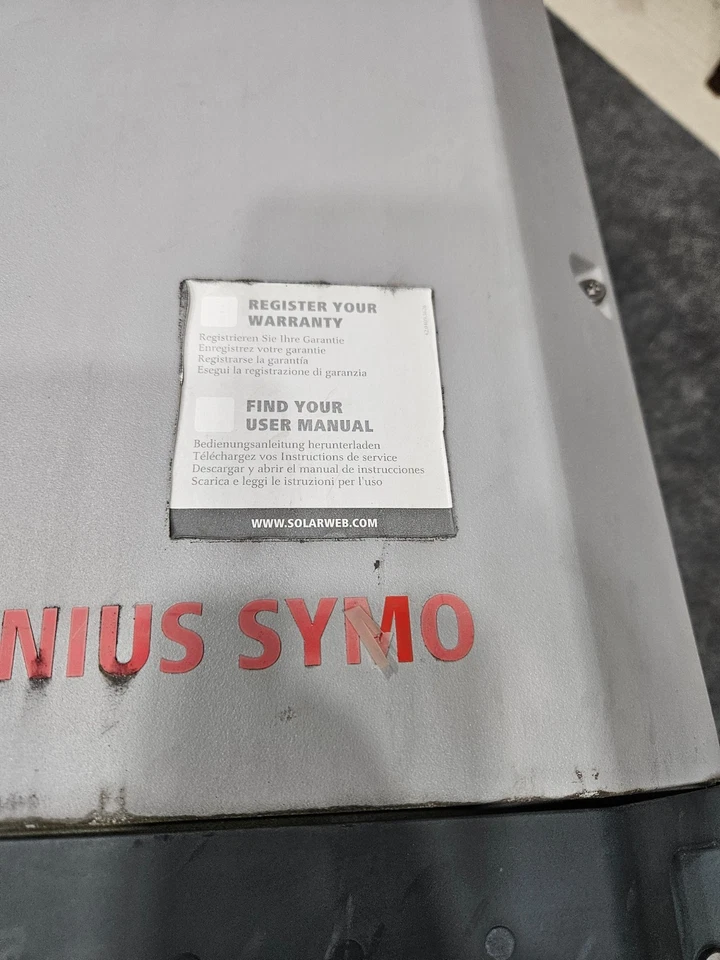 REGISTER YOUR
WARRANTY
Registrieren Sie Ihre Garantie
Enregistrez votre garantie
Registrarse la garantía
Esegui la registrazione di garanzia
FIND YOUR
USER MANUAL
Bedienungsanleitung herunterladen
Téléchargez vos Instructions de service
Descargar y abrir el manual de instrucciones
Scarica e leggi le istruzioni per l'uso
WWW.SOLARWEB.COM
NIUS SYMO